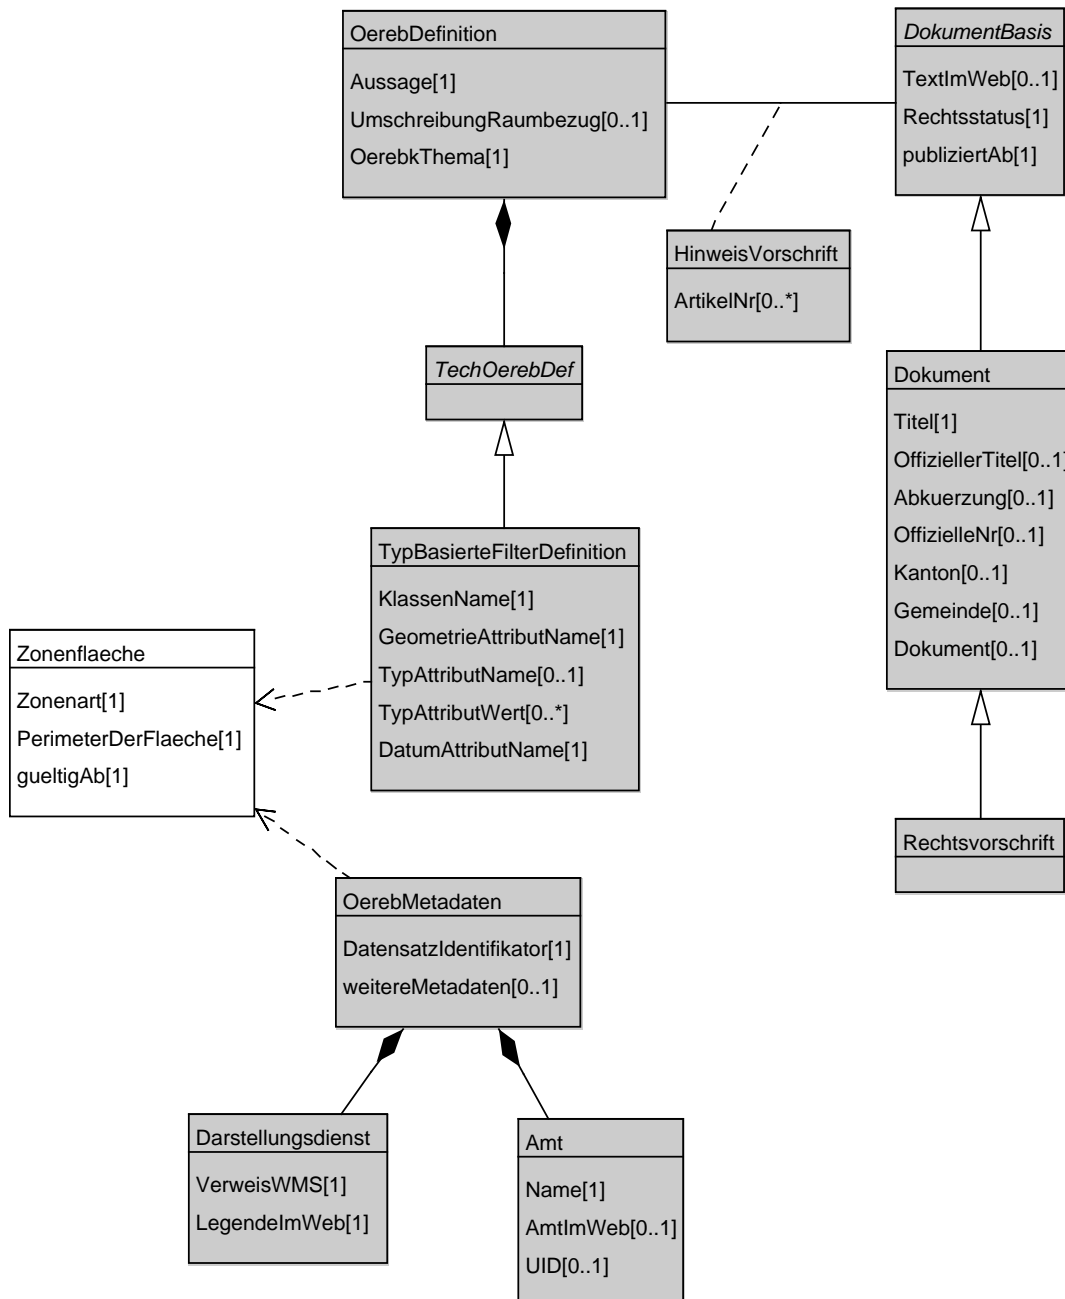 OerebDefinition
Aussage[1]
UmschreibungRaumbezug[0..1]
OerebkThema[1]
DokumentBasis
TextImWeb[0..1]
Rechtsstatus[1]
publiziertAb[1]
HinweisVorschrift
ArtikelNr[0..*]
TechOerebDef
Dokument
Titel[1]
OffiziellerTitel[0..1]
Abkuerzung[0..1]
OffizielleNr[0..1]
Kanton[0..1]
Gemeinde[0..1]
Dokument[0..1]
TypBasierteFilterDefinition
KlassenName[1]
GeometrieAttributName[1]
TypAttributName[0..1]
TypAttributWert[0..*]
DatumAttributName[1]
Zonenflaeche
Zonenart[1]
PerimeterDerFlaeche[1]
gueltigAb[1]
Rechtsvorschrift
OerebMetadaten
DatensatzIdentifikator[1]
weitereMetadaten[0..1]
Darstellungsdienst
VerweisWMS[1]
LegendeImWeb[1]
Amt
Name[1]
AmtImWeb[0..1]
UID[0..1]